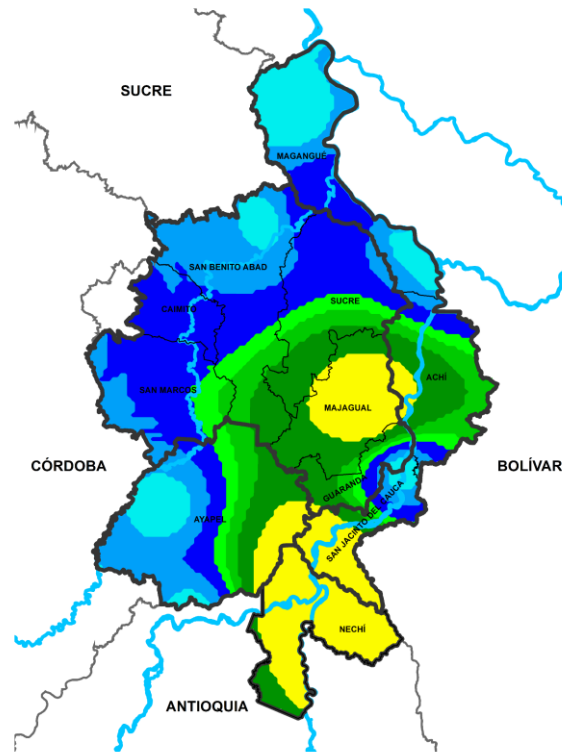 SUCRE
MAGANGUÉ
SAN BENITO ABAD
CAIMITO
SUCRE
SAN MARCOS
ACHÍ
MAJAGUAL
CÓRDOBA
BOLÍVAR
GUARANDA
AYAPEL
SAN JACINTO DEL CAUCA
NECHÍ
ANTIOQUIA